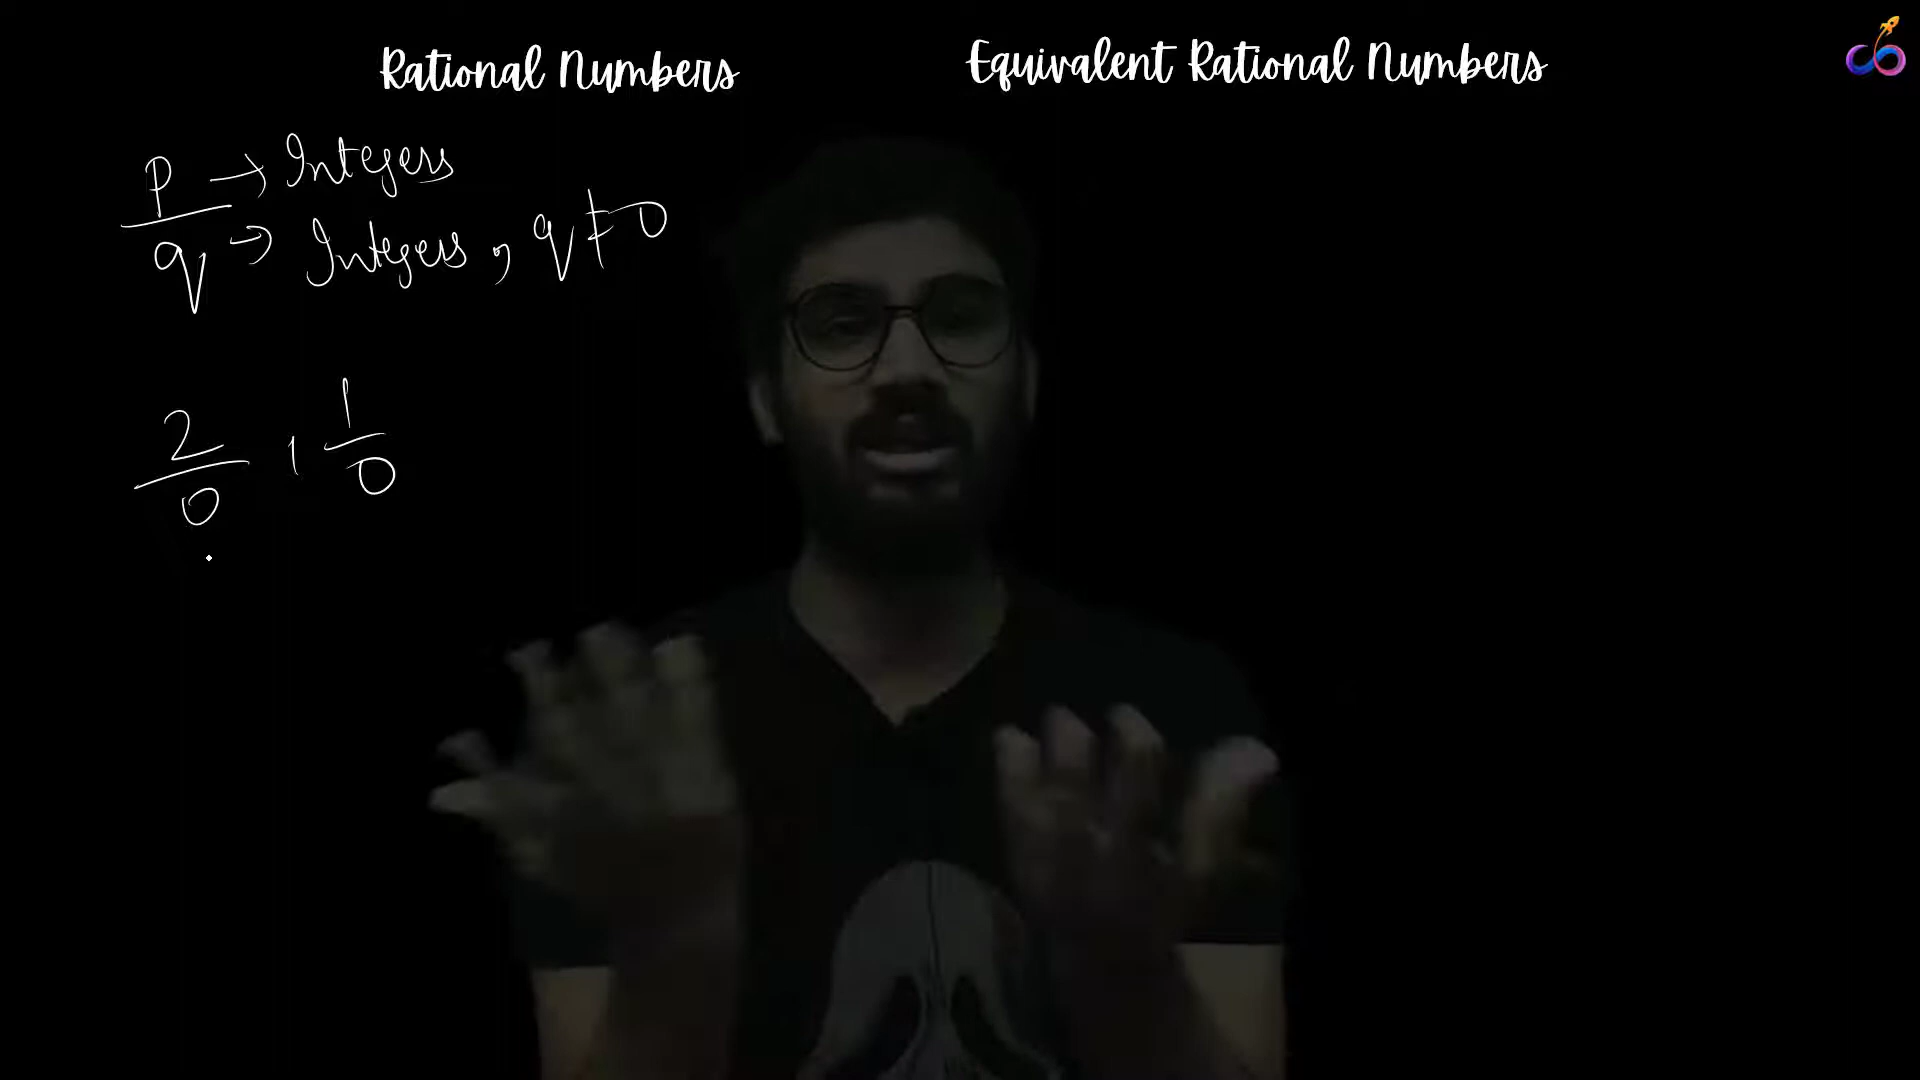 Rational Numbers
Equivalent Rational Numbers
P → Integers
q → Integers, q ≠ 0
2/0, 1/0